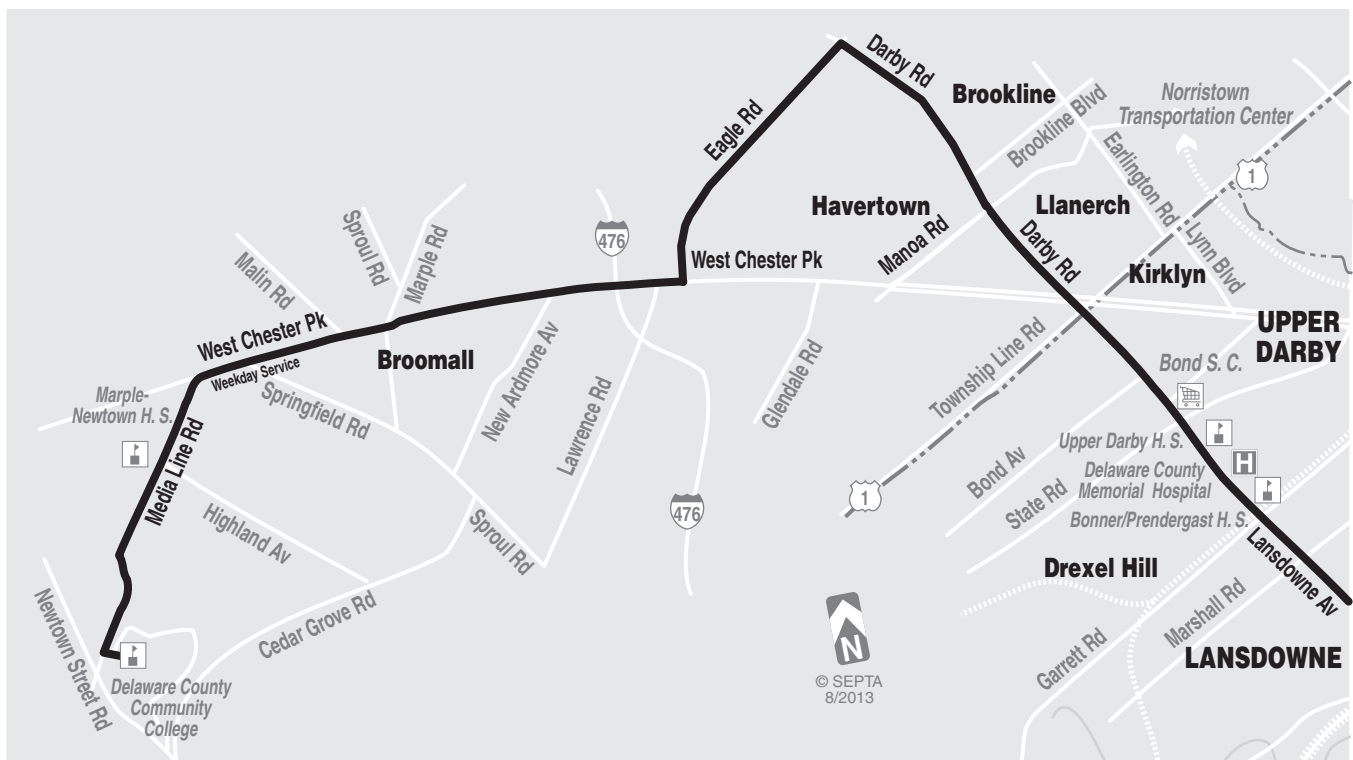 Darby Rd
Brookline
Norristown
Transportation Center
Brookline Blvd
Eagle Rd
Earlington Rd
1
Havertown
Llanerch
Sproul Rd
Marple Rd
476
Manoa Rd
Lynn Blvd
Malin Rd
West Chester Pk
Darby Rd
Kirklyn
West Chester Pk
Weekday Service
Broomall
New Ardmore Av
UPPER
DARBY
Township Line Rd
Glendale Rd
Bond S. C.
Marple-
Newtown H. S.
Springfield Rd
Lawrence Rd
Media Line Rd
Upper Darby H. S.
Bond Av
H
Delaware County
Memorial Hospital
State Rd
1
476
Bonner/Prendergast H. S.
Highland Av
Sproul Rd
Drexel Hill
Lansdowne Av
Newtown Street Rd
Cedar Grove Rd
N
Marshall Rd
Garrett Rd
LANSDOWNE
© SEPTA
8/2013
Delaware County
Community
College